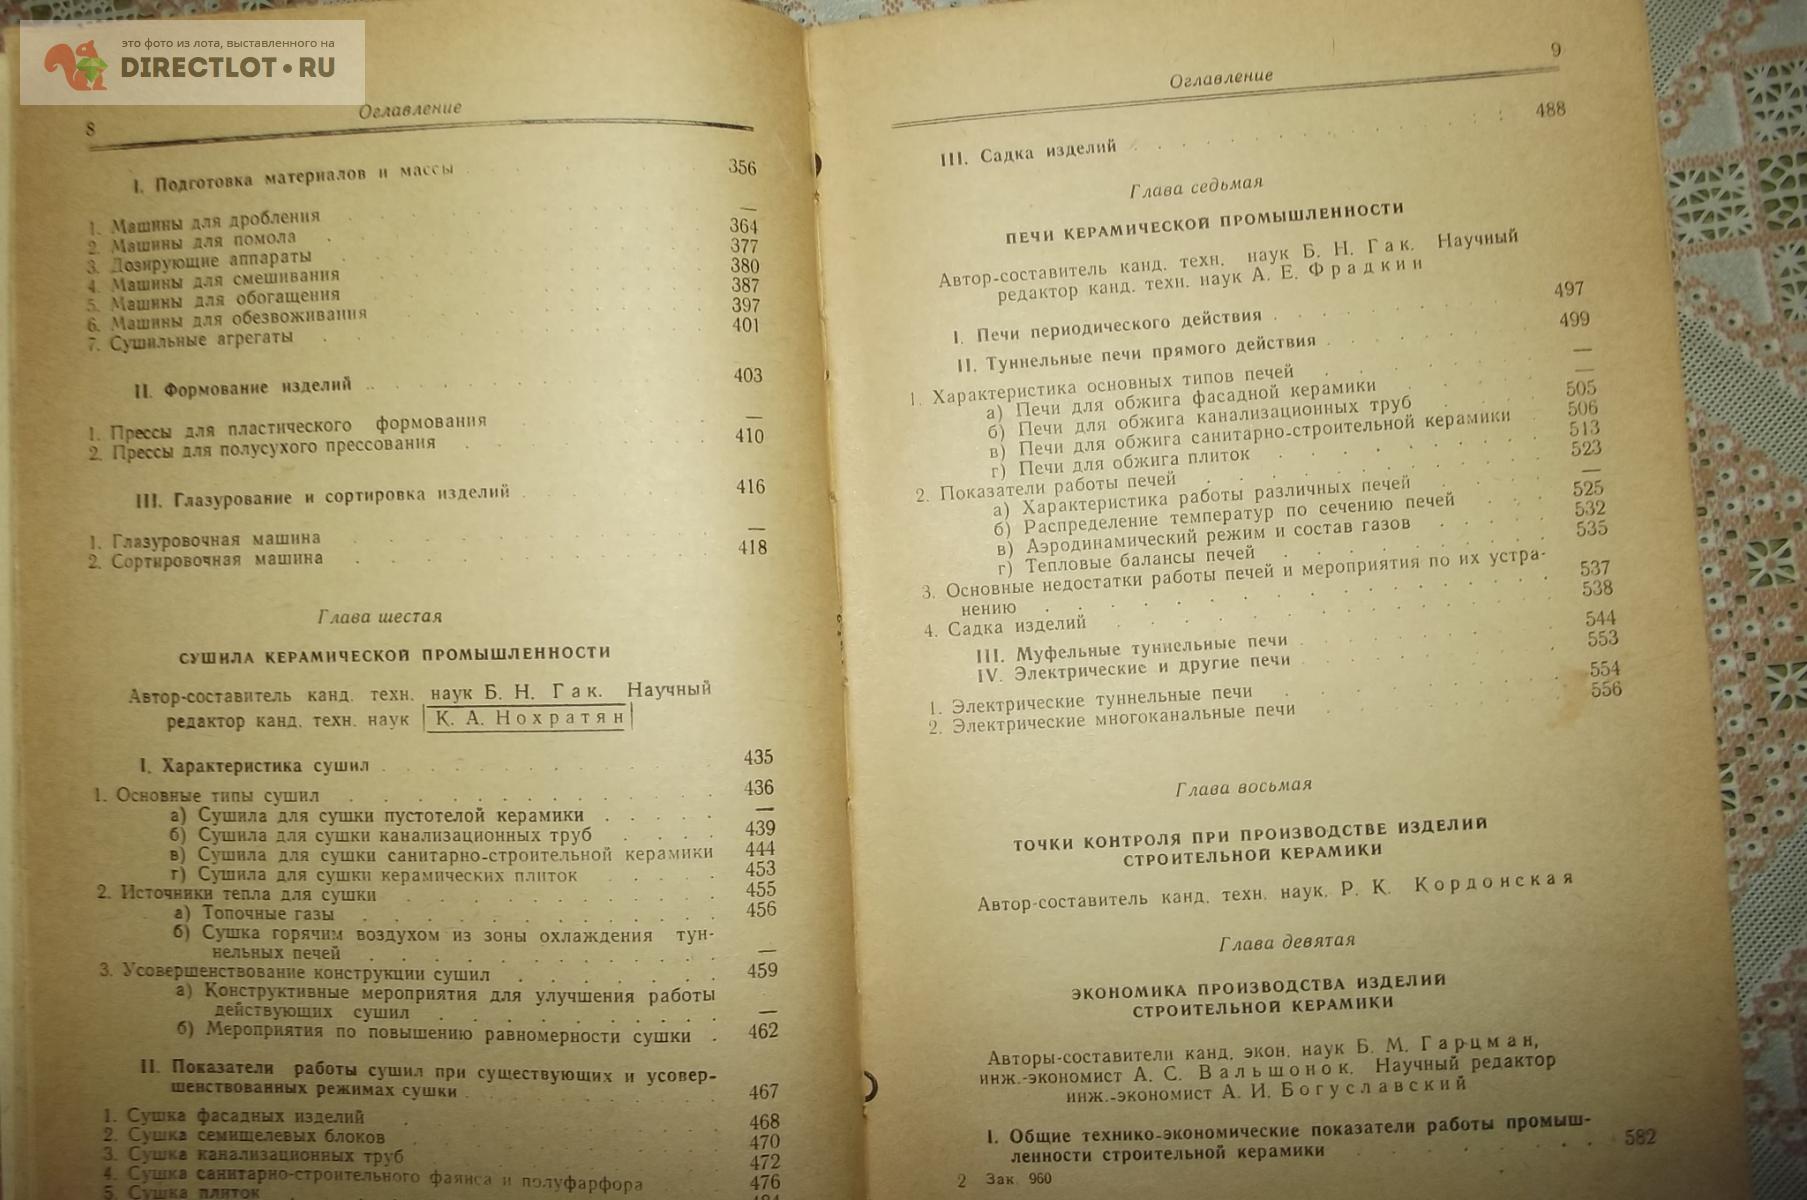 это фото из лота, выставленного на
DIRECTLOT•RU
8
Оглавление
I. Подготовка материалов и массы 356
1. Машины для дробления —
2. Машины для помола 364
3. Дозирующие аппараты 377
4. Машины для смешивания 380
5. Машины для обогащения 387
6. Машины для обезвоживания 397
7. Сушильные агрегаты 401
II. Формование изделий 403
1. Прессы для пластического формования —
2. Прессы для полусухого прессования 410
III. Глазурование и сортировка изделий 416
1. Глазуровочная машина —
2. Сортировочная машина 418
Глава шестая
СУШИЛА КЕРАМИЧЕСКОЙ ПРОМЫШЛЕННОСТИ
Автор-составитель канд. техн. наук Б. Н. Гак. Научный
редактор канд. техн. наук К. А. Нохратян
I. Характеристика сушил 435
1. Основные типы сушил 436
а) Сушила для сушки пустотелой керамики —
б) Сушила для сушки канализационных труб 439
в) Сушила для сушки санитарно-строительной керамики 444
г) Сушила для сушки керамических плиток 453
2. Источники тепла для сушки 455
а) Топочные газы 456
б) Сушка горячим воздухом из зоны охлаждения тун-
нельных печей —
3. Усовершенствование конструкции сушил 459
а) Конструктивные мероприятия для улучшения работы
действующих сушил —
б) Мероприятия по повышению равномерности сушки 462
II. Показатели работы сушил при существующих и усовер-
шенствованных режимах сушки 467
1. Сушка фасадных изделий 468
2. Сушка семищелевых блоков 470
3. Сушка канализационных труб 472
4. Сушка санитарно-строительного фаянса и полуфарфора 476
5. Сушка плиток
9
Оглавление
III. Садка изделий 488
Глава седьмая
ПЕЧИ КЕРАМИЧЕСКОЙ ПРОМЫШЛЕННОСТИ
Автор-составитель канд. техн. наук Б. Н. Гак. Научный
редактор канд. техн. наук А. Е. Фрадкин
I. Печи периодического действия 497
II. Туннельные печи прямого действия 499
1. Характеристика основных типов печей —
а) Печи для обжига фасадной керамики —
б) Печи для обжига канализационных труб 505
в) Печи для обжига санитарно-строительной керамики 506
г) Печи для обжига плиток 513
2. Показатели работы печей 523
а) Характеристика работы различных печей —
б) Распределение температур по сечению печей 525
в) Аэродинамический режим и состав газов 532
г) Тепловые балансы печей 535
3. Основные недостатки работы печей и мероприятия по их устра-
нению 537
4. Садка изделий 538
III. Муфельные туннельные печи 544
IV. Электрические и другие печи 553
1. Электрические туннельные печи 554
2. Электрические многоканальные печи 556
Глава восьмая
ТОЧКИ КОНТРОЛЯ ПРИ ПРОИЗВОДСТВЕ ИЗДЕЛИЙ
СТРОИТЕЛЬНОЙ КЕРАМИКИ
Автор-составитель канд. техн. наук. Р. К. Кордонская
Глава девятая
ЭКОНОМИКА ПРОИЗВОДСТВА ИЗДЕЛИЙ
СТРОИТЕЛЬНОЙ КЕРАМИКИ
Авторы-составители канд. экон. наук Б. М. Гарцман,
инж.-экономист А. С. Вальшонок. Научный редактор
инж.-экономист А. И. Богуславский
I. Общие технико-экономические показатели работы промыш-
ленности строительной керамики 582
2 Зак. 960